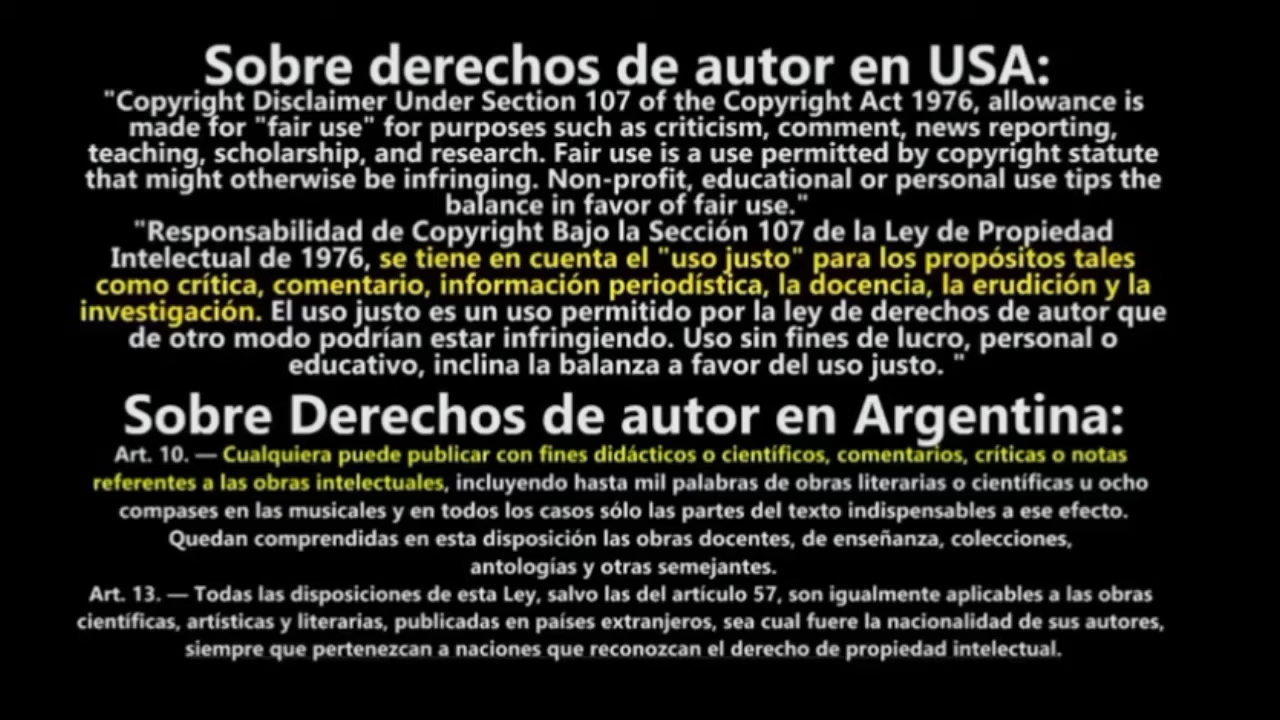 Sobre derechos de autor en USA:
"Copyright Disclaimer Under Section 107 of the Copyright Act 1976, allowance is
made for "fair use" for purposes such as criticism, comment, news reporting,
teaching, scholarship, and research. Fair use is a use permitted by copyright statute
that might otherwise be infringing. Non-profit, educational or personal use tips the
balance in favor of fair use."
"Responsabilidad de Copyright Bajo la Sección 107 de la Ley de Propiedad
Intelectual de 1976, se tiene en cuenta el "uso justo" para los propósitos tales
como crítica, comentario, información periodística, la docencia, la erudición y la
investigación. El uso justo es un uso permitido por la ley de derechos de autor que
de otro modo podrían estar infringiendo. Uso sin fines de lucro, personal o
educativo, inclina la balanza a favor del uso justo. "
Sobre Derechos de autor en Argentina:
Art. 10. — Cualquiera puede publicar con fines didácticos o científicos, comentarios, críticas o notas
referentes a las obras intelectuales, incluyendo hasta mil palabras de obras literarias o científicas u ocho
compases en las musicales y en todos los casos sólo las partes del texto indispensables a ese efecto.
Quedan comprendidas en esta disposición las obras docentes, de enseñanza, colecciones,
antologías y otras semejantes.
Art. 13. — Todas las disposiciones de esta Ley, salvo las del artículo 57, son igualmente aplicables a las obras
científicas, artísticas y literarias, publicadas en países extranjeros, sea cual fuere la nacionalidad de sus autores,
siempre que pertenezcan a naciones que reconozcan el derecho de propiedad intelectual.